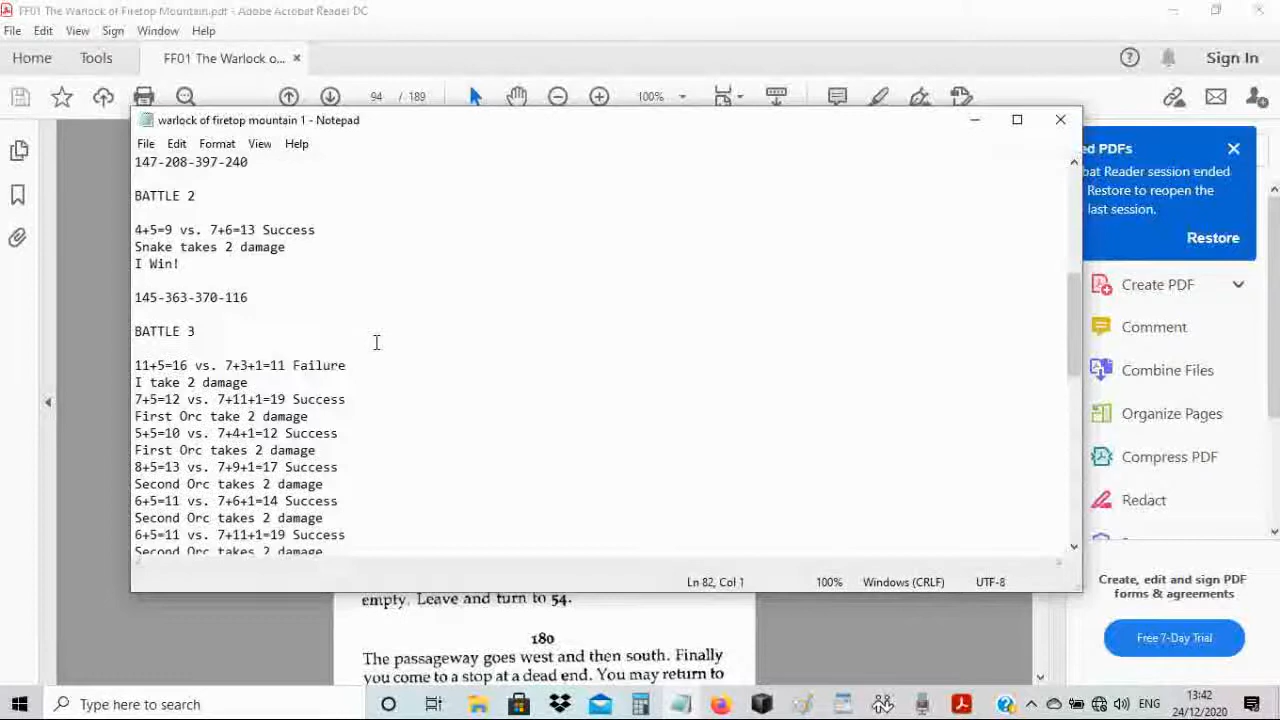 FF01 The Warlock of Firetop Mountain.pdf - Adobe Acrobat Reader DC
File Edit View Sign Window Help
Home Tools FF01 The Warlock o... ×
Sign In
94 / 189
100%
warlock of firetop mountain 1 - Notepad
File Edit Format View Help
147-208-397-240
BATTLE 2
4+5=9 vs. 7+6=13 Success
Snake takes 2 damage
I Win!
145-363-370-116
BATTLE 3
11+5=16 vs. 7+3+1=11 Failure
I take 2 damage
7+5=12 vs. 7+11+1=19 Success
First Orc take 2 damage
5+5=10 vs. 7+4+1=12 Success
First Orc takes 2 damage
8+5=13 vs. 7+9+1=17 Success
Second Orc takes 2 damage
6+5=11 vs. 7+6+1=14 Success
Second Orc takes 2 damage
6+5=11 vs. 7+11+1=19 Success
Second Orc takes 2 damage
Ln 82, Col 1 100% Windows (CRLF) UTF-8
ed PDFs
bat Reader session ended
Restore to reopen the
last session.
Restore
Create PDF
Comment
Combine Files
Organize Pages
Compress PDF
Redact
Create, edit and sign PDF
forms & agreements
Free 7-Day Trial
empty. Leave and turn to 54.
180
The passageway goes west and then south. Finally
you come to a stop at a dead end. You may return to
Type here to search
ENG
13:42
24/12/2020